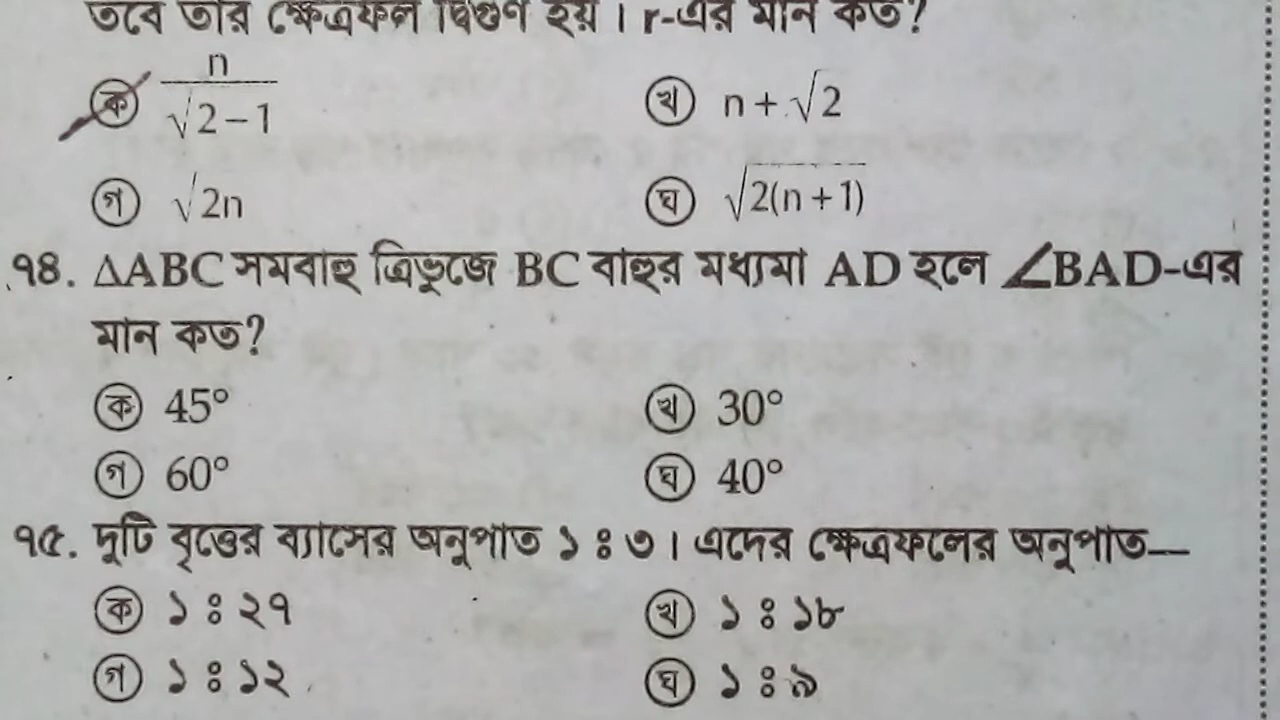 তবে তার ক্ষেত্রফল দ্বিগুণ হয়। r-এর মান কত?
ক n/√2−1 খ n + √2
গ √2n ঘ √2(n + 1)
৭৪. △ABC সমবাহু ত্রিভুজে BC বাহুর মধ্যমা AD হলে ∠BAD-এর
মান কত?
ক 45° খ 30°
গ 60° ঘ 40°
৭৫. দুটি বৃত্তের ব্যাসের অনুপাত ১ : ৩। এদের ক্ষেত্রফলের অনুপাত—
ক ১ : ২৭ খ ১ : ১৮
গ ১ : ১২ ঘ ১ : ৯